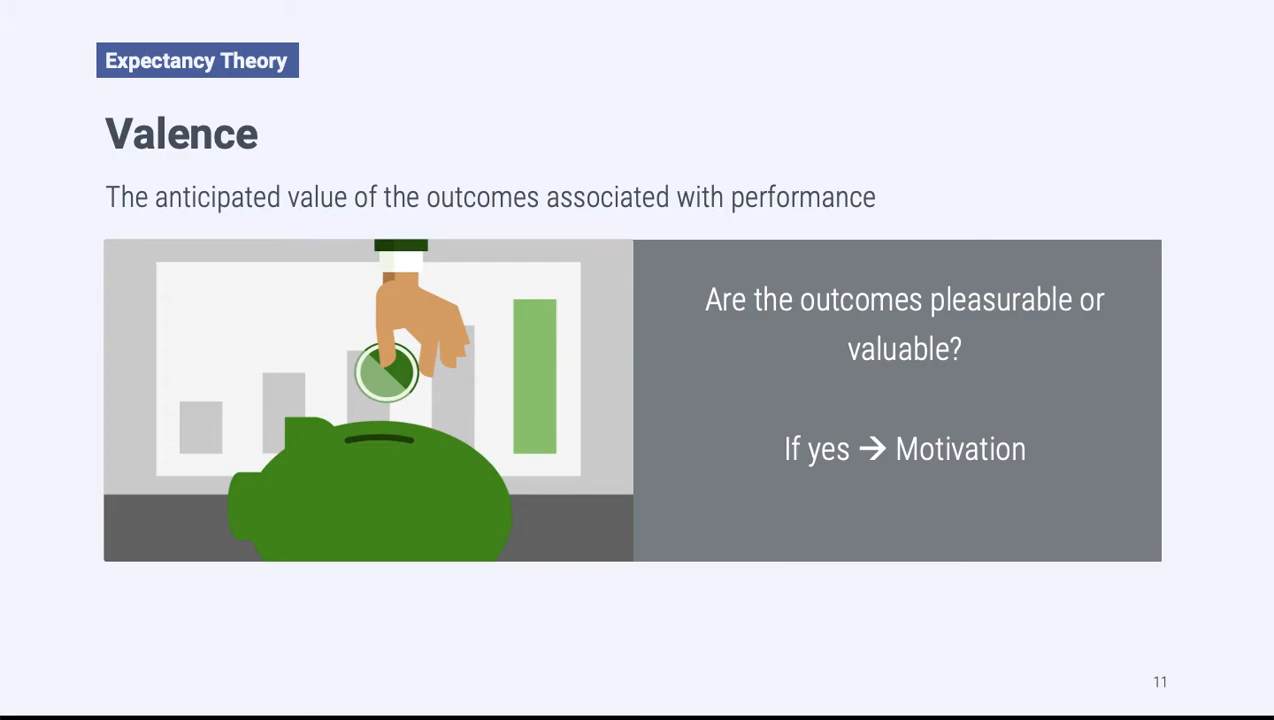 Expectancy Theory
Valence
The anticipated value of the outcomes associated with performance
Are the outcomes pleasurable or
valuable?
If yes → Motivation
11